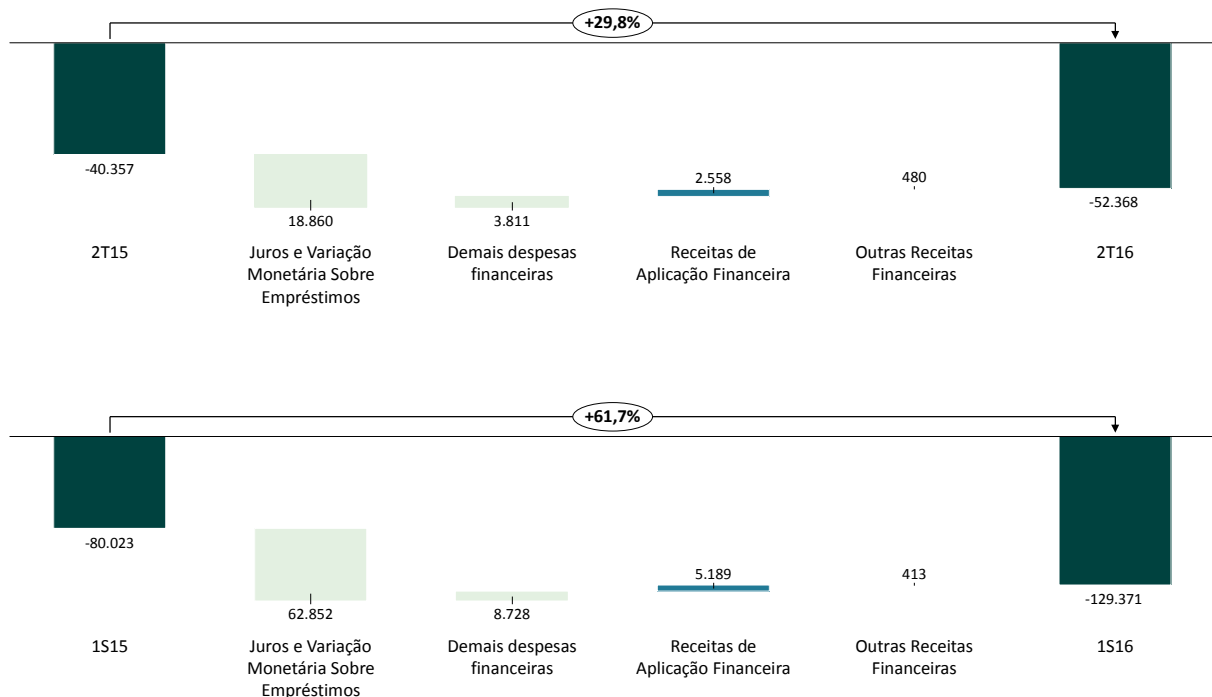 +29,8%
-40.357
18.860
3.811
2.558
480
-52.368
2T15
Juros e Variação
Monetária Sobre
Empréstimos
Demais despesas
financeiras
Receitas de
Aplicação Financeira
Outras Receitas
Financeiras
2T16
+61,7%
-80.023
62.852
8.728
5.189
413
-129.371
1S15
Juros e Variação
Monetária Sobre
Empréstimos
Demais despesas
financeiras
Receitas de
Aplicação Financeira
Outras Receitas
Financeiras
1S16